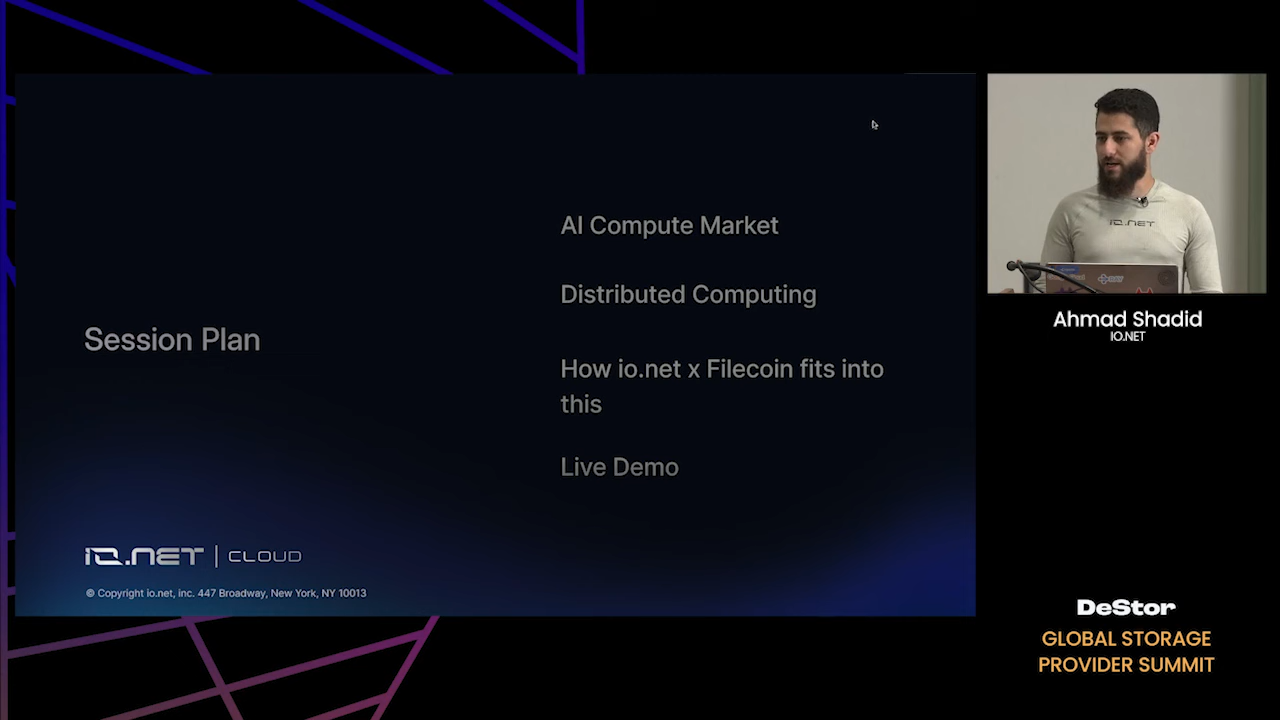 Session Plan
AI Compute Market
Distributed Computing
How io.net x Filecoin fits into
this
Live Demo
IO.NET | CLOUD
© Copyright io.net, inc. 447 Broadway, New York, NY 10013
IO.NET
Ahmad Shadid
IO.NET
DeStor
GLOBAL STORAGE
PROVIDER SUMMIT